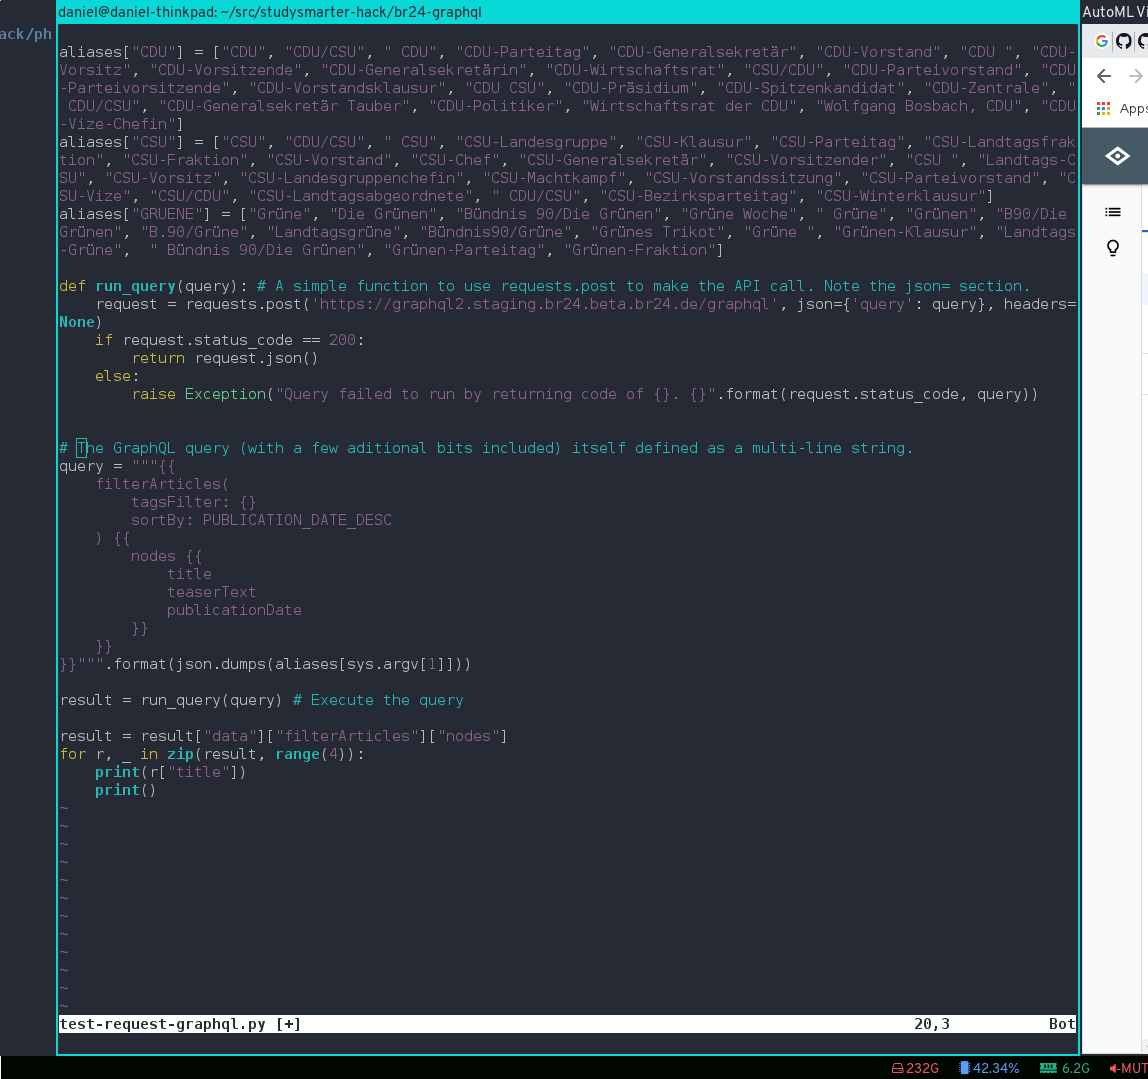 daniel@daniel-thinkpad: ~/src/studysmarter-hack/br24-graphql
AutoML Vi
ack/ph
aliases["CDU"] = ["CDU", "CDU/CSU", " CDU", "CDU-Parteitag", "CDU-Generalsekretär", "CDU-Vorstand", "CDU ", "CDU-
Vorsitz", "CDU-Vorsitzende", "CDU-Generalsekretärin", "CDU-Wirtschaftsrat", "CSU/CDU", "CDU-Parteivorstand", "CDU
-Parteivorsitzende", "CDU-Vorstandsklausur", "CDU CSU", "CDU-Präsidium", "CDU-Spitzenkandidat", "CDU-Zentrale", "
 CDU/CSU", "CDU-Generalsekretär Tauber", "CDU-Politiker", "Wirtschaftsrat der CDU", "Wolfgang Bosbach, CDU", "CDU
-Vize-Chefin"]
aliases["CSU"] = ["CSU", "CDU/CSU", " CSU", "CSU-Landesgruppe", "CSU-Klausur", "CSU-Parteitag", "CSU-Landtagsfrak
tion", "CSU-Fraktion", "CSU-Vorstand", "CSU-Chef", "CSU-Generalsekretär", "CSU-Vorsitzender", "CSU ", "Landtags-C
SU", "CSU-Vorsitz", "CSU-Landesgruppenchefin", "CSU-Machtkampf", "CSU-Vorstandssitzung", "CSU-Parteivorstand", "C
SU-Vize", "CSU/CDU", "CSU-Landtagsabgeordnete", " CDU/CSU", "CSU-Bezirksparteitag", "CSU-Winterklausur"]
aliases["GRUENE"] = ["Grüne", "Die Grünen", "Bündnis 90/Die Grünen", "Grüne Woche", " Grüne", "Grünen", "B90/Die 
Grünen", "B.90/Grüne", "Landtagsgrüne", "Bündnis90/Grüne", "Grünes Trikot", "Grüne ", "Grünen-Klausur", "Landtags
-Grüne",  " Bündnis 90/Die Grünen", "Grünen-Parteitag", "Grünen-Fraktion"]
def run_query(query): # A simple function to use requests.post to make the API call. Note the json= section.
    request = requests.post('https://graphql2.staging.br24.beta.br24.de/graphql', json={'query': query}, headers=
None)
    if request.status_code == 200:
        return request.json()
    else:
        raise Exception("Query failed to run by returning code of {}. {}".format(request.status_code, query))
# The GraphQL query (with a few aditional bits included) itself defined as a multi-line string.
query = """{{
    filterArticles(
        tagsFilter: {}
        sortBy: PUBLICATION_DATE_DESC
    ) {{
        nodes {{
            title
            teaserText
            publicationDate
        }}
    }}
}}""".format(json.dumps(aliases[sys.argv[1]]))
result = run_query(query) # Execute the query
result = result["data"]["filterArticles"]["nodes"]
for r, _ in zip(result, range(4)):
    print(r["title"])
    print()
~
~
~
~
~
~
~
~
~
~
~
~
test-request-graphql.py [+]
20,3
Bot
Apps
232G
42.34%
6.2G
-MUT